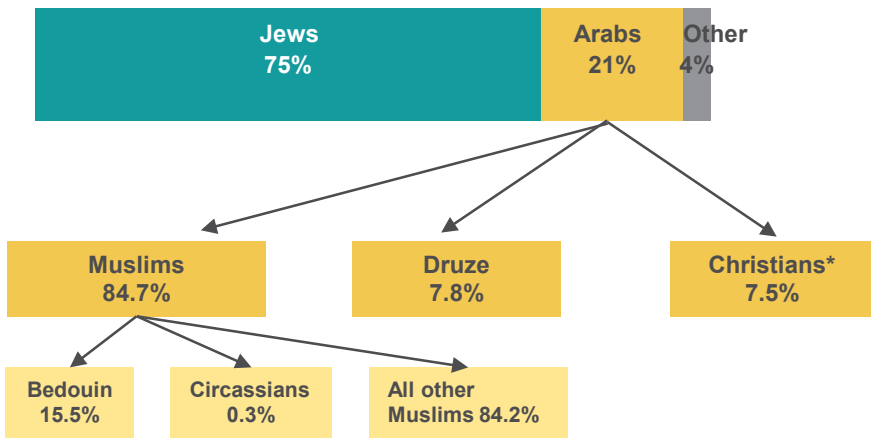 Jews
75%
Arabs
21%
Other
4%
Muslims
84.7%
Druze
7.8%
Christians*
7.5%
Bedouin
15.5%
Circassians
0.3%
All other
Muslims 84.2%